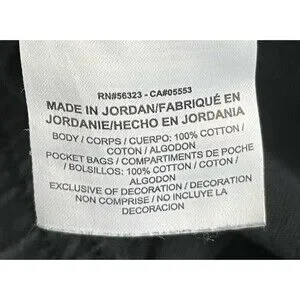 RN#56323 - CA#05553
MADE IN JORDAN/FABRIQUÉ EN
JORDANIE/HECHO EN JORDANIA
BODY / CORPS / CUERPO: 100% COTTON /
COTON / ALGODON
POCKET BAGS / COMPARTIMENTS DE POCHE
/ BOLSILLOS: 100% COTTON / COTON /
ALGODON
EXCLUSIVE OF DECORATION / DECORATION
NON COMPRISE / NO INCLUYE LA
DECORACION